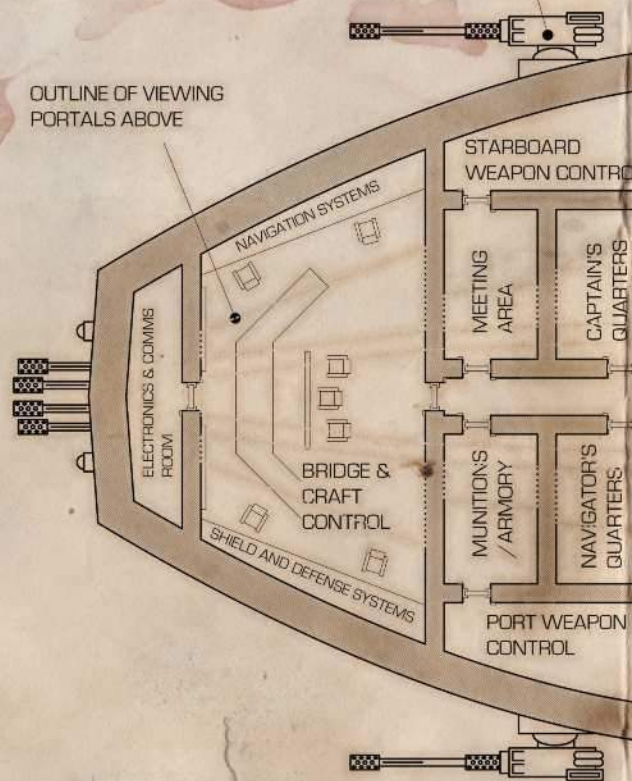 OUTLINE OF VIEWING
PORTALS ABOVE
STARBOARD
WEAPON CONTRO
NAVIGATION SYSTEMS
MEETING
AREA
CAPTAIN'S
QUARTERS
ELECTRONICS & COMMS
ROOM
BRIDGE &
CRAFT
CONTROL
MUNITIONS
/ARMORY
NAVIGATOR'S
QUARTERS
SHIELD AND DEFENSE SYSTEMS
PORT WEAPON
CONTROL